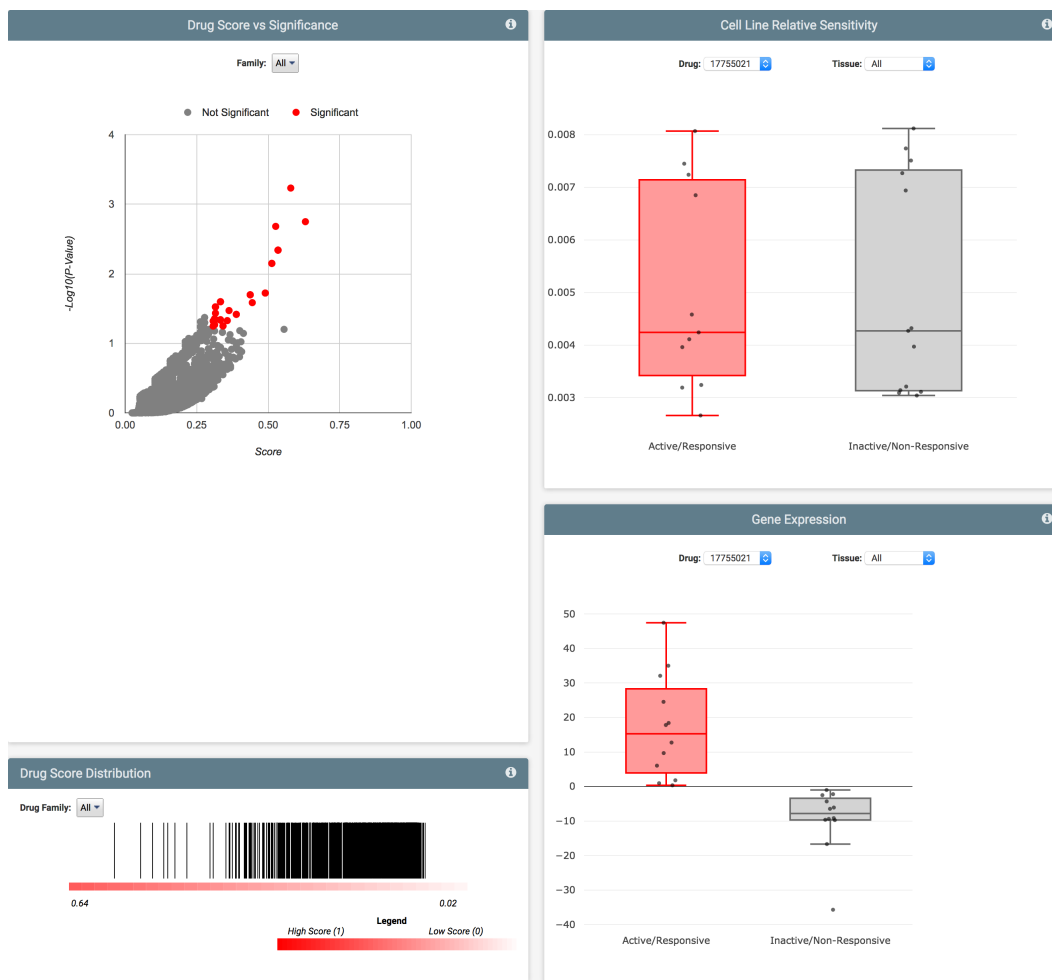 Drug Score vs Significance
Family: All
Not Significant Significant
4
3
2
1
0
-Log10(P-Value)
0.00 0.25 0.50 0.75 1.00
Score
Drug Score Distribution
Drug Family: All
0.64 0.02
Legend
High Score (1) Low Score (0)
Cell Line Relative Sensitivity
Drug: 17755021 Tissue: All
0.008
0.007
0.006
0.005
0.004
0.003
Active/Responsive Inactive/Non-Responsive
Gene Expression
Drug: 17755021 Tissue: All
50
40
30
20
10
0
−10
−20
−30
−40
Active/Responsive Inactive/Non-Responsive